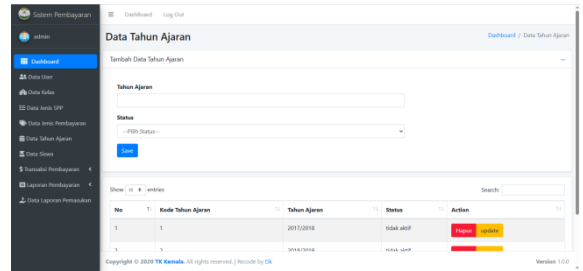 Sistem Pembayaran
Dashboard Log Out
admin
Data Tahun Ajaran
Dashboard / Data Tahun Ajaran
Dashboard
Data User
Data Kelas
Data Jenis SPP
Data Jenis Pembayaran
Data Tahun Ajaran
Data Siswa
$ Transaksi Pembayaran
Laporan Pembayaran
Data Laporan Pemasukan
Tambah Data Tahun Ajaran
Tahun Ajaran
Status
--Pilih Status--
Save
Show 10 entries
Search:
No Kode Tahun Ajaran Tahun Ajaran Status Action
1 1 2017/2018 tidak aktif Hapus update
2 2 2018/2019 tidak aktif
Copyright © 2020 TK Kemala. All rights reserved. | Recode by Dk
Version 1.0.0